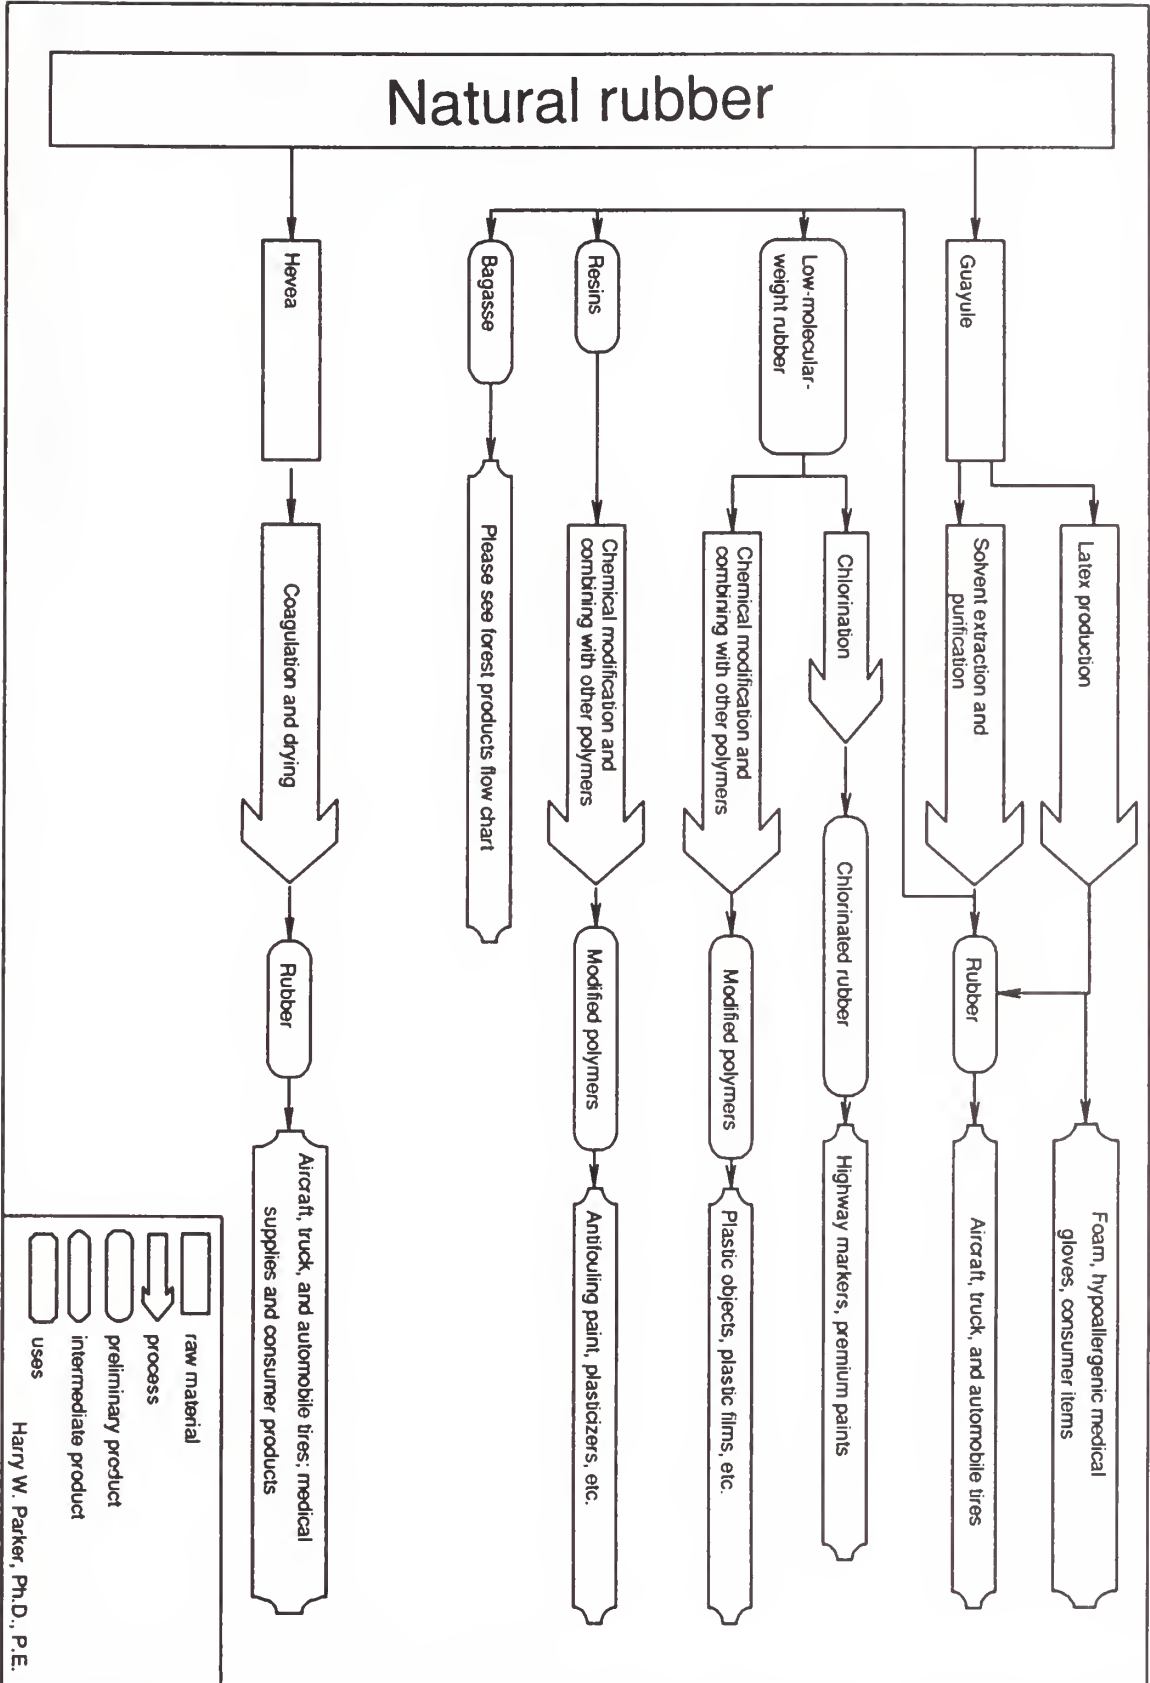 Natural rubber
Guayule
Latex production
Foam, hypoallergenic medical
gloves, consumer items
Solvent extraction and
purification
Rubber
Aircraft, truck, and automobile tires
Low-molecular-
weight rubber
Chlorination
Chlorinated rubber
Highway markers, premium paints
Chemical modification and
combining with other polymers
Modified polymers
Plastic objects, plastic films, etc.
Resins
Chemical modification and
combining with other polymers
Modified polymers
Antifouling paint, plasticizers, etc.
Bagasse
Please see forest products flow chart
Hevea
Coagulation and drying
Rubber
Aircraft, truck, and automobile tires; medical
supplies and consumer products
raw material
process
preliminary product
intermediate product
uses
Harry W. Parker, Ph.D., P.E.